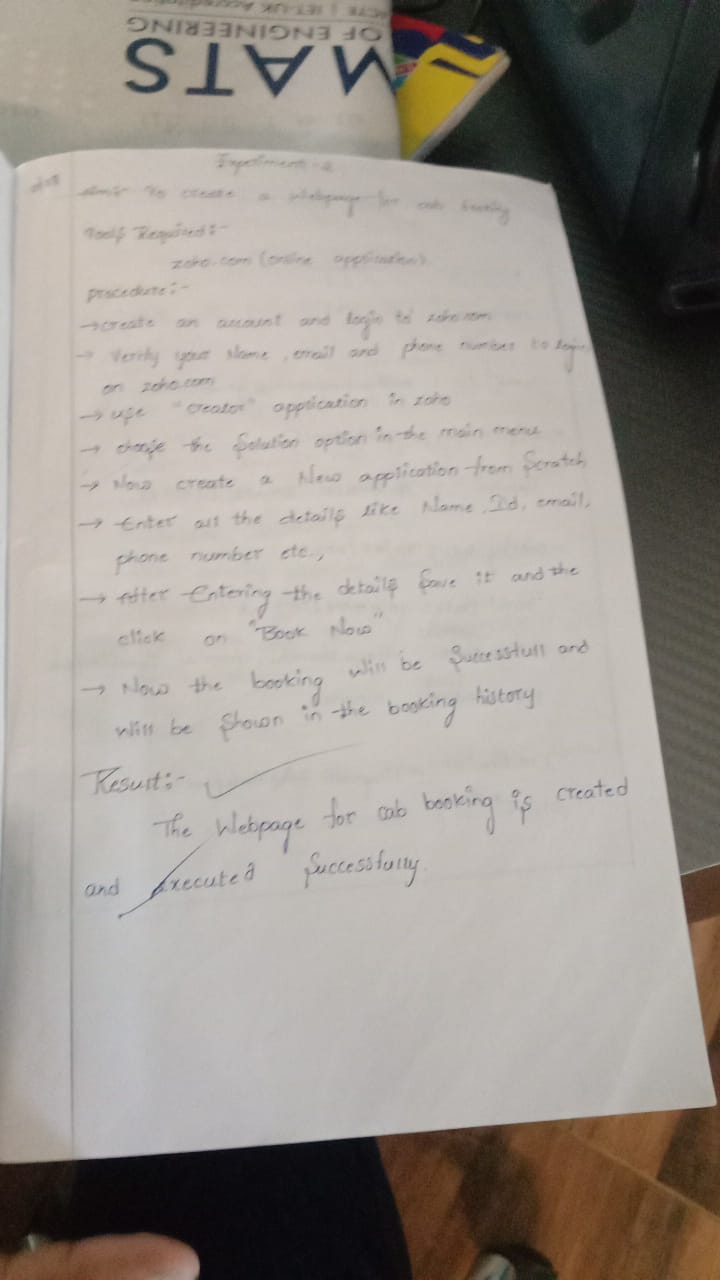 ACTE | IET-UK Accreditation
OF ENGINEERING
MATS
Experiment-2
Aim:- To create a webpage for cab booking
Tools Required:-
zoho.com (online application).
procedure:-
→ create an account and login to zoho.com
→ Verify your Name, email and phone number to login
on zoho.com
→ use "creator" application in zoho
→ choose the Solution option in the main menu
→ Now create a New application from Scratch
→ Enter all the details like Name, Id, email,
phone number etc.,
→ After Entering the details save it and the
click on "Book Now"
→ Now the booking will be Successfull and
will be shown in the booking history
Result:-
The Webpage for cab booking is created
and Executed Successfully.